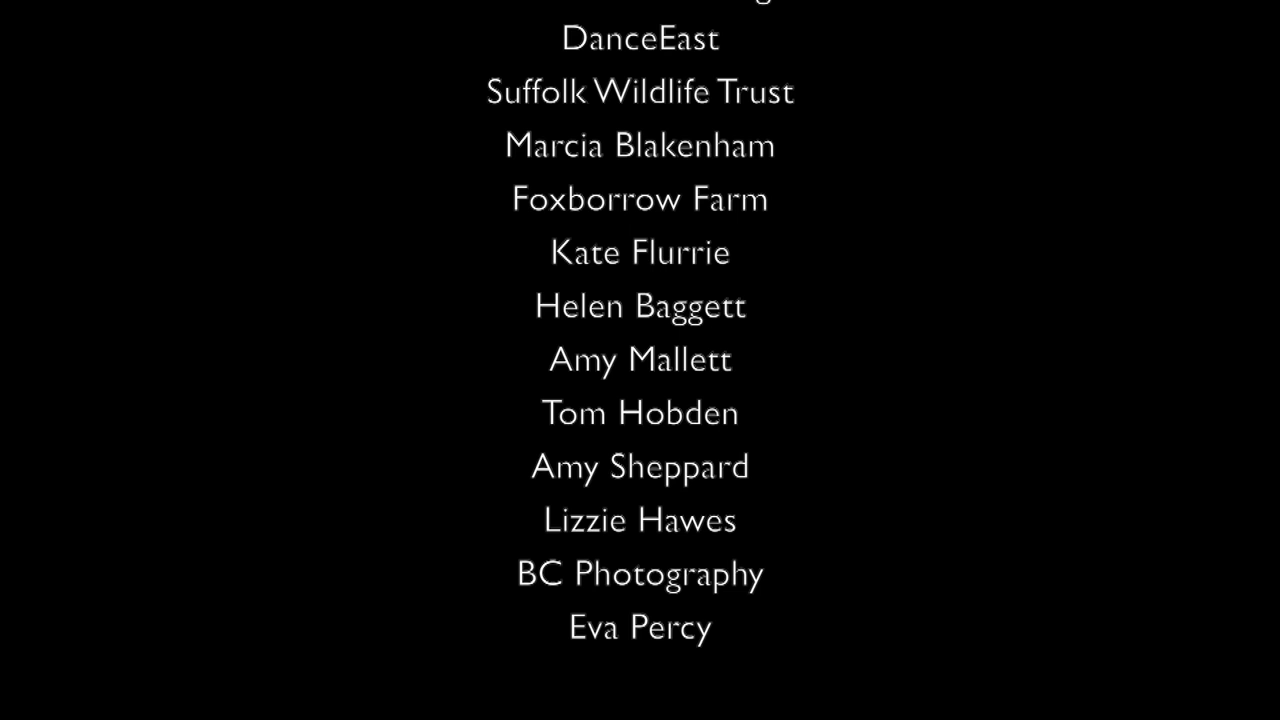 DanceEast
Suffolk Wildlife Trust
Marcia Blakenham
Foxborrow Farm
Kate Flurrie
Helen Baggett
Amy Mallett
Tom Hobden
Amy Sheppard
Lizzie Hawes
BC Photography
Eva Percy